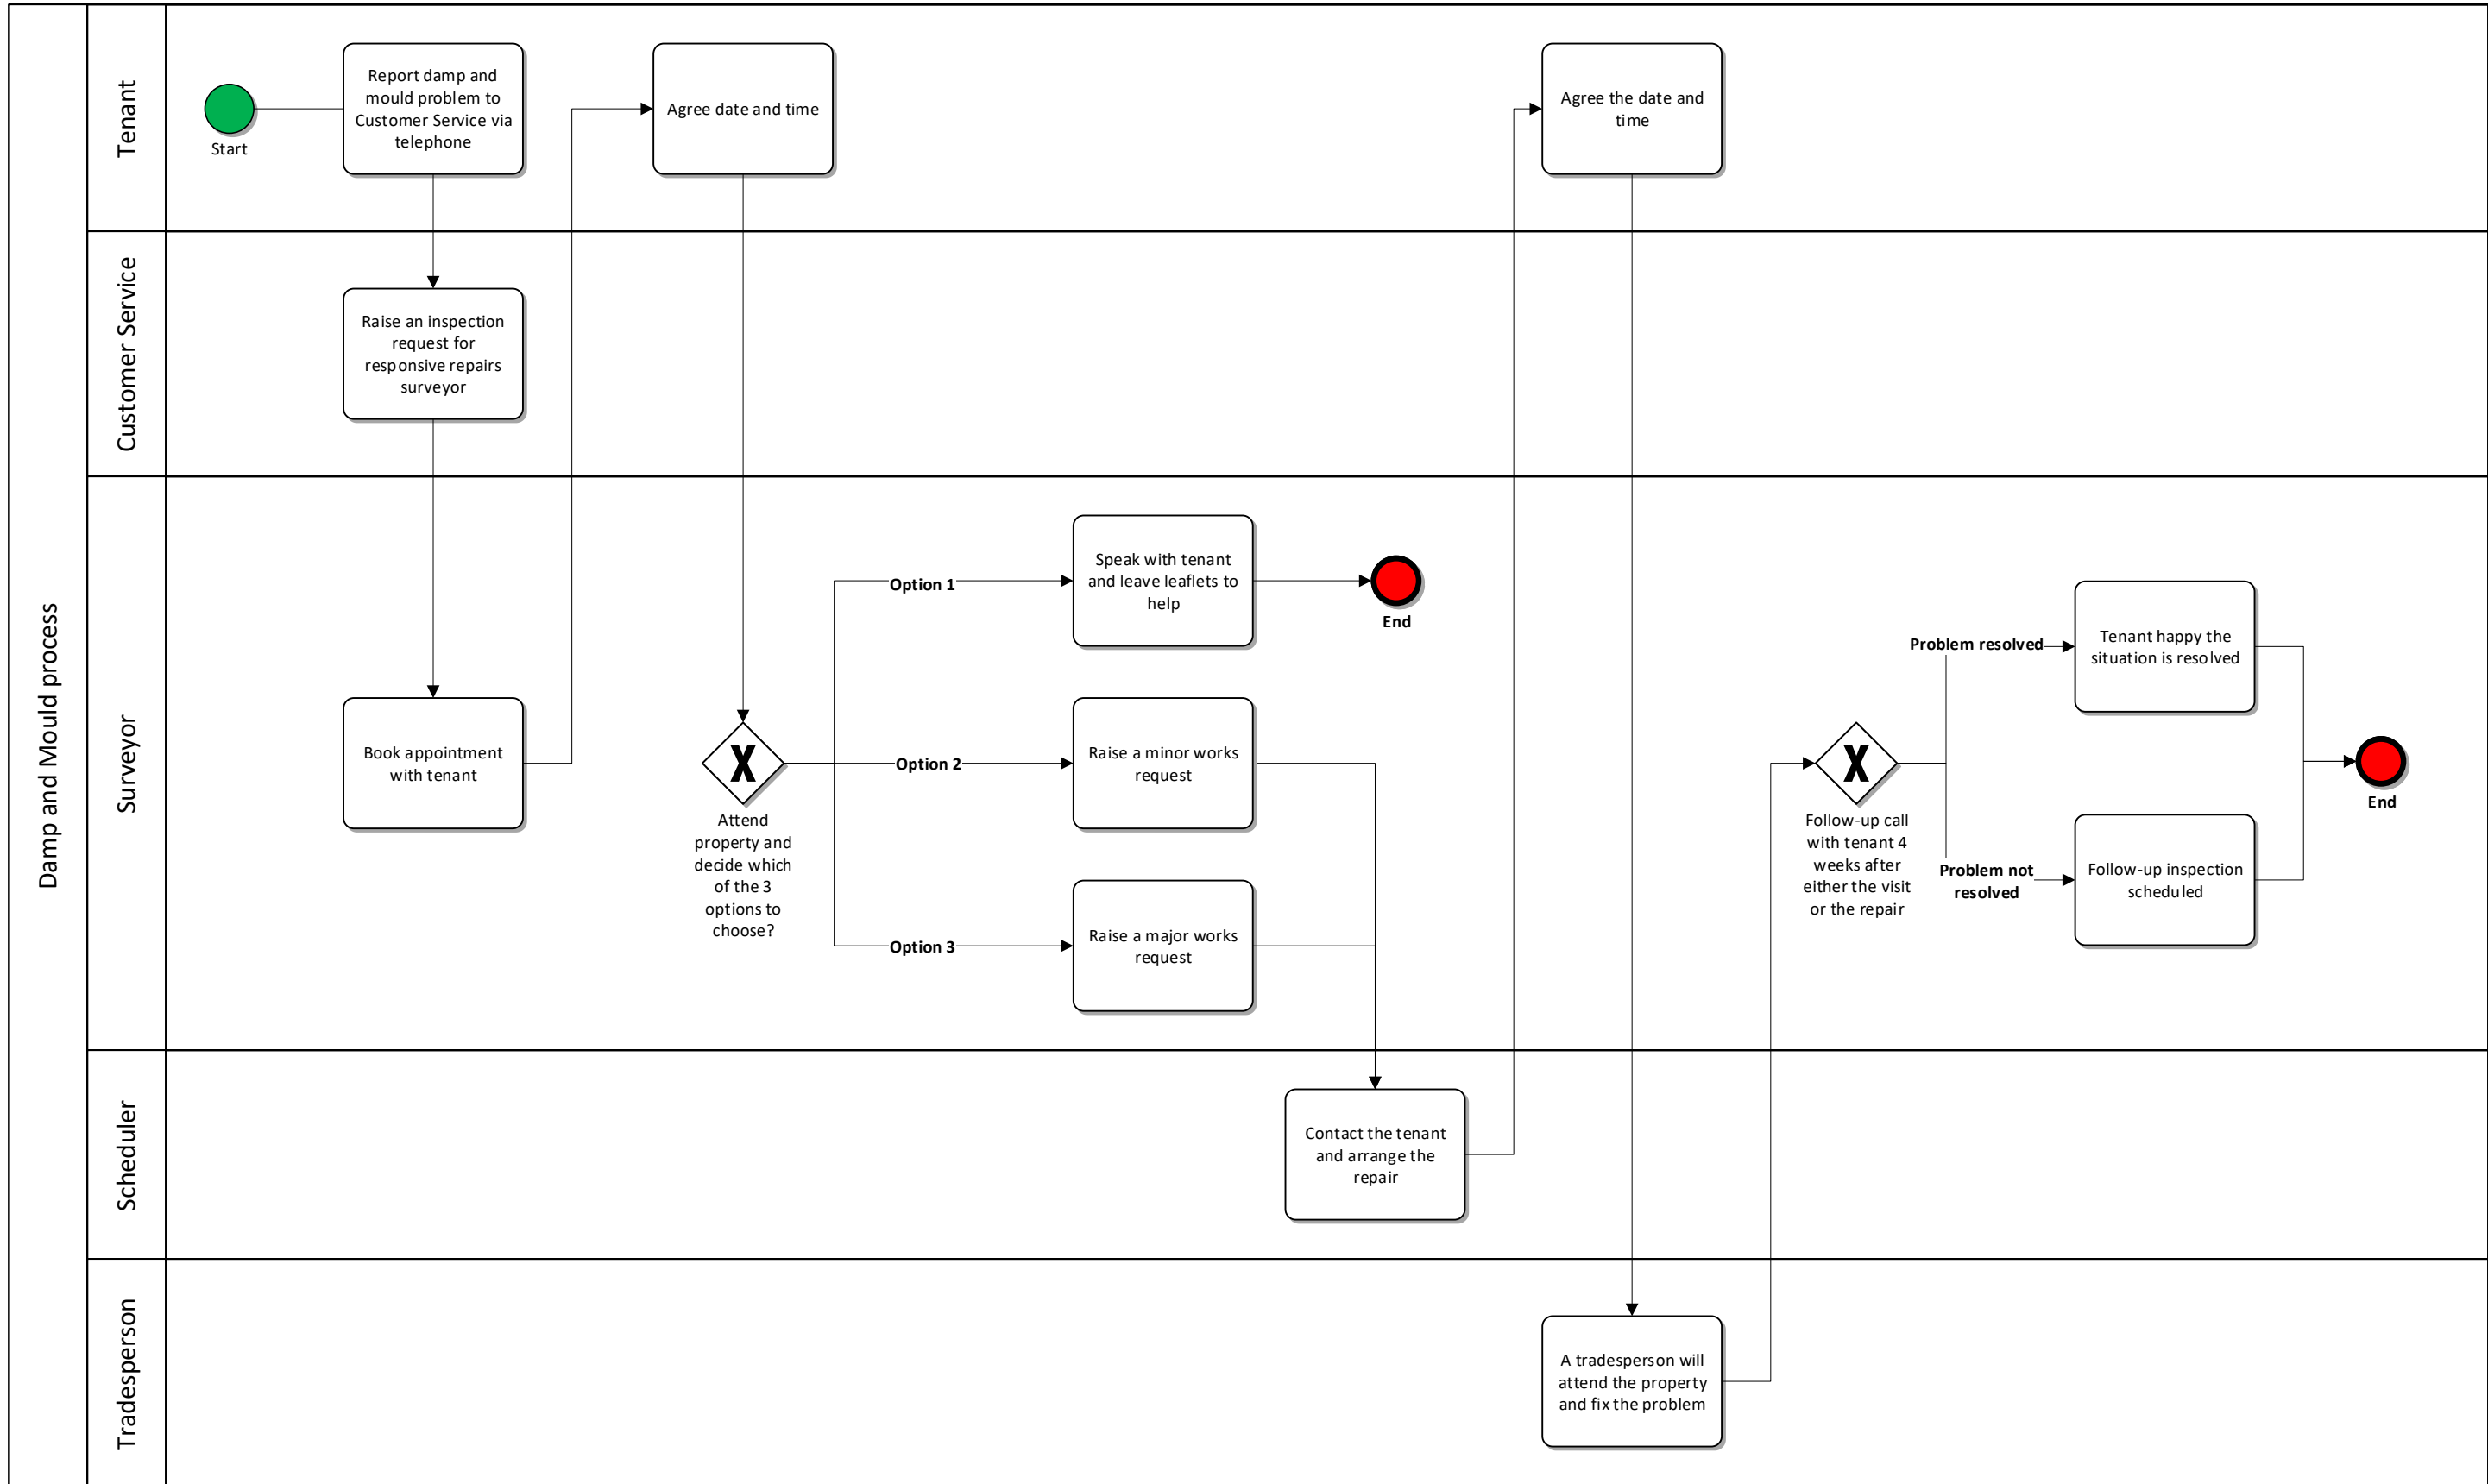 Damp and Mould process
Tenant
Start
Report damp and
mould problem to
Customer Service via
telephone
Agree date and time
Agree the date and
time
Customer Service
Raise an inspection
request for
responsive repairs
surveyor
Surveyor
Book appointment
with tenant
X
Attend
property and
decide which
of the 3
options to
choose?
Option 1
Speak with tenant
and leave leaflets to
help
End
Option 2
Raise a minor works
request
Option 3
Raise a major works
request
X
Follow-up call
with tenant 4
weeks after
either the visit
or the repair
Problem resolved
Tenant happy the
situation is resolved
Problem not
resolved
Follow-up inspection
scheduled
End
Scheduler
Contact the tenant
and arrange the
repair
Tradesperson
A tradesperson will
attend the property
and fix the problem